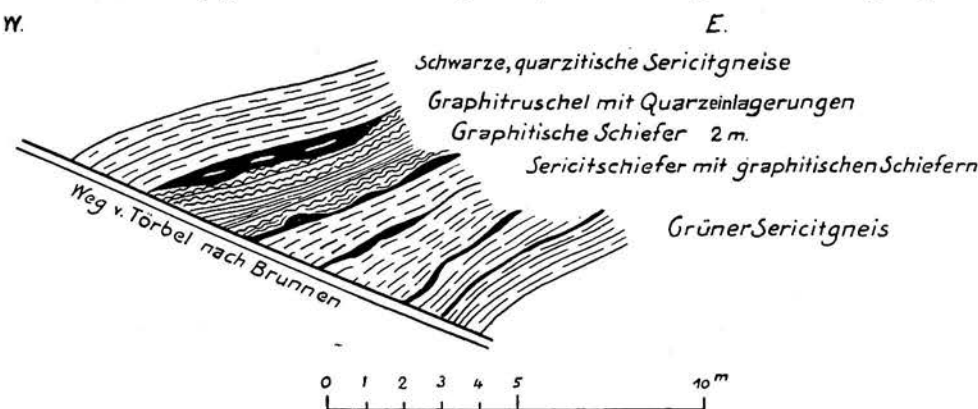 W. E.
Schwarze, quarzitische Sericitgneise
Graphitruschel mit Quarzeinlagerungen
Graphitische Schiefer 2 m.
Sericitschiefer mit graphitischen Schiefern
Grüner Sericitgneis
Weg v. Törbel nach Brunnen
0 1 2 3 4 5 10 m